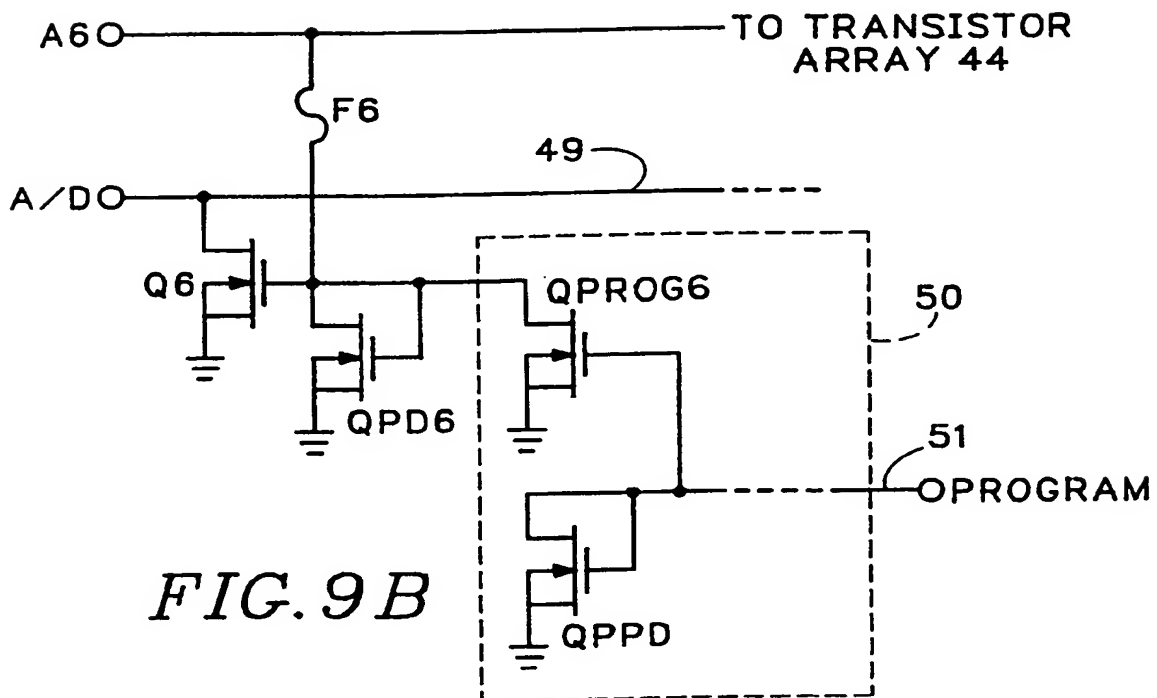 A6
TO TRANSISTOR
ARRAY 44
F6
49
A/D
Q6
QPROG6
50
QPD6
51
PROGRAM
QPPD
FIG. 9B